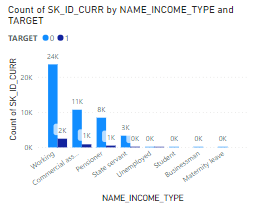 Count of SK_ID_CURR by NAME_INCOME_TYPE and
TARGET
TARGET 0 1
Count of SK_ID_CURR
20K
10K
0K
24K
2K
11K
1K
8K
1K
3K
0K
0K
0K
0K
0K
0K
Working
Commercial ass...
Pensioner
State servant
Unemployed
Student
Businessman
Maternity leave
NAME_INCOME_TYPE